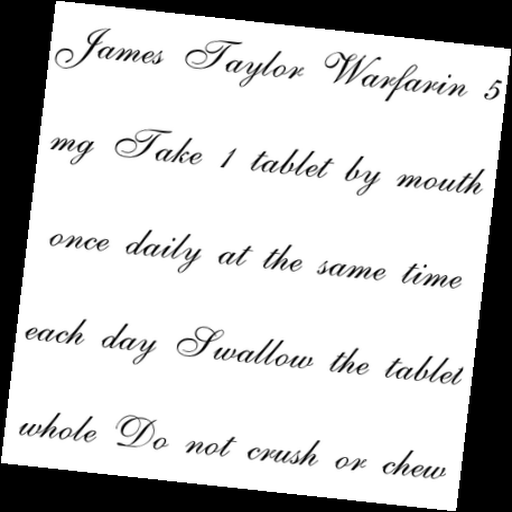 James Taylor Warfarin 5
mg Take 1 tablet by mouth
once daily at the same time
each day Swallow the tablet
whole Do not crush or chew